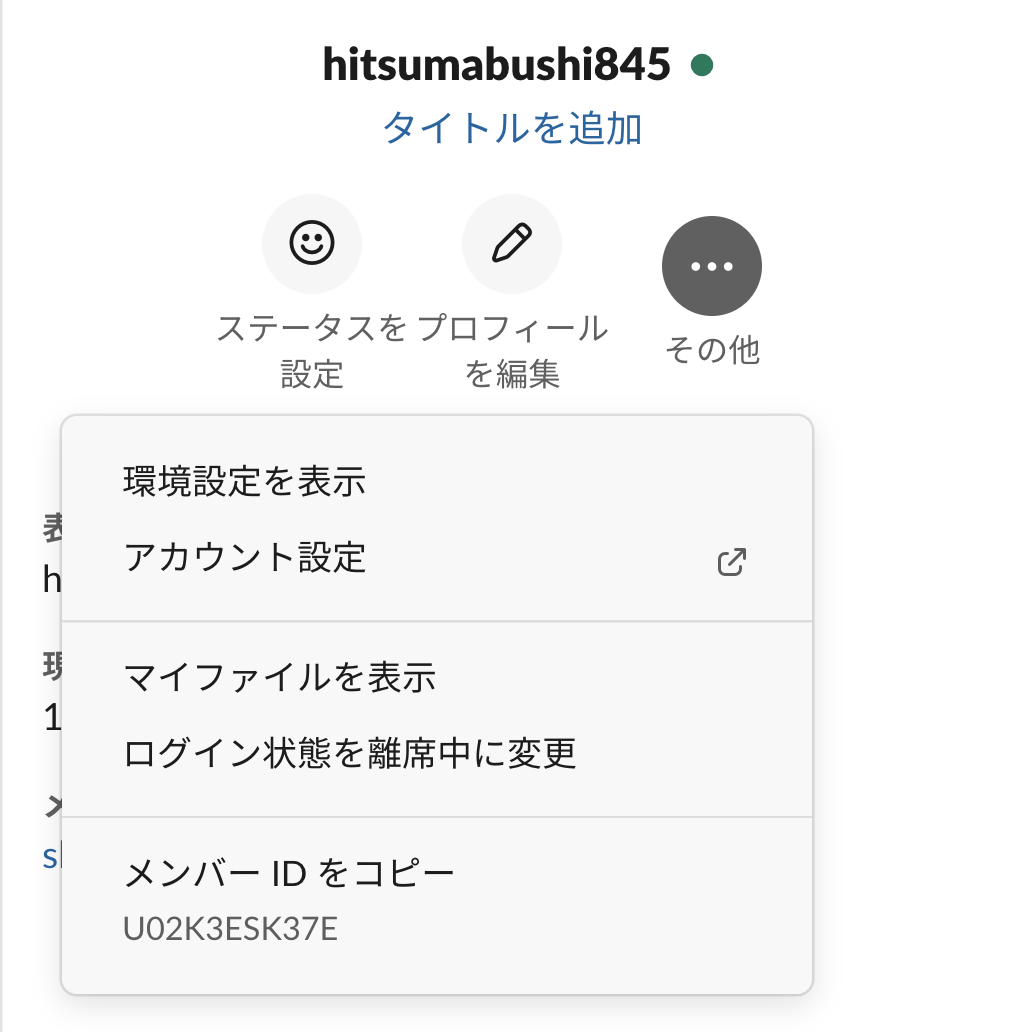 hitsumabushi845
タイトルを追加
ステータスを
設定
プロフィール
を編集
その他
環境設定を表示
アカウント設定
マイファイルを表示
ログイン状態を離席中に変更
メンバー ID をコピー
U02K3ESK37E
表
h
現
1
メ